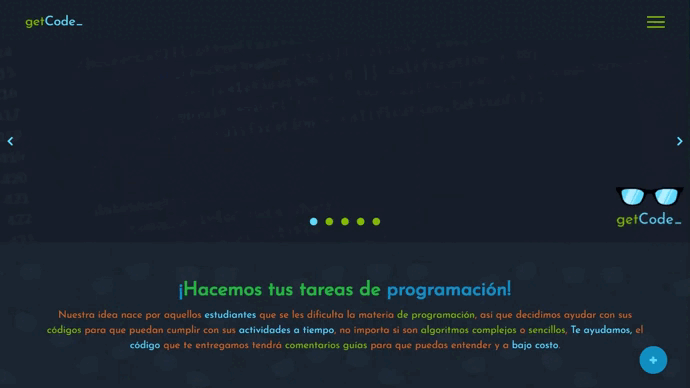 getCode_
getCode_
¡Hacemos tus tareas de programación!
Nuestra idea nace por aquellos estudiantes que se les dificulta la materia de programación, así que decidimos ayudar con sus
códigos para que puedan cumplir con sus actividades a tiempo, no importa si son algoritmos complejos o sencillos, Te ayudamos, el
código que te entregamos tendrá comentarios guías para que puedas entender y a bajo costo.